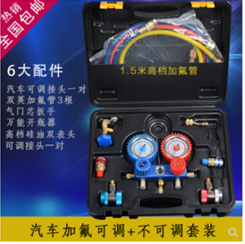 热销
全国包邮
1.5米高档加氟管
6大配件
汽车可调接头一对
双英加氟管3根
气门芯扳手
万能开瓶器
高档硅油双表头
可调接头一对
汽车加氟可调+不可调套装